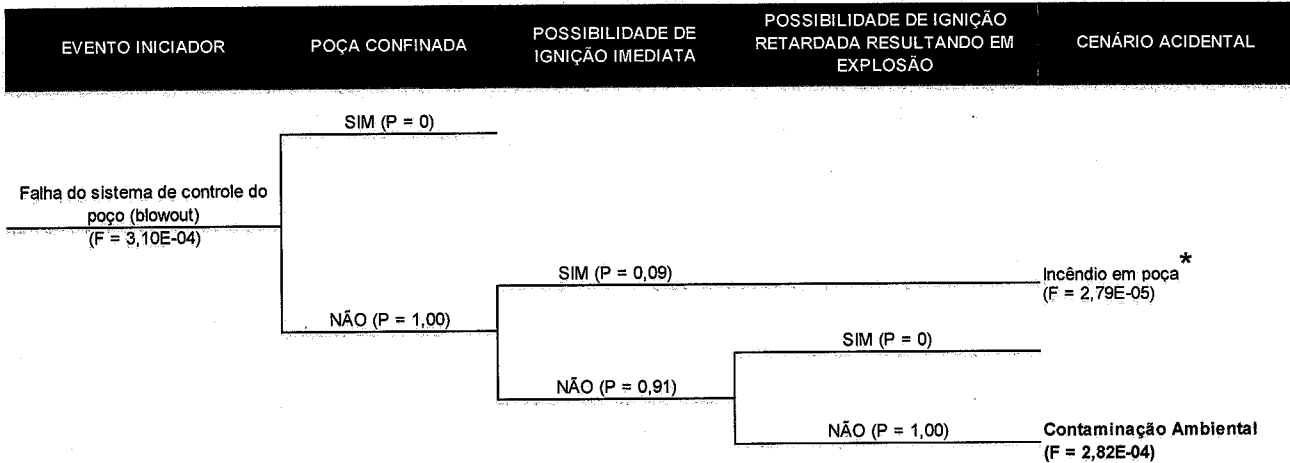 EVENTO INICIADOR
POÇA CONFINADA
POSSIBILIDADE DE
IGNIÇÃO IMEDIATA
POSSIBILIDADE DE IGNIÇÃO
RETARDADA RESULTANDO EM
EXPLOSÃO
CENÁRIO ACIDENTAL
SIM (P = 0)
Falha do sistema de controle do
poço (blowout)
(F = 3,10E-04)
SIM (P = 0,09)
Incêndio em poça*
(F = 2,79E-05)
NÃO (P = 1,00)
SIM (P = 0)
NÃO (P = 0,91)
NÃO (P = 1,00)
Contaminação Ambiental
(F = 2,82E-04)